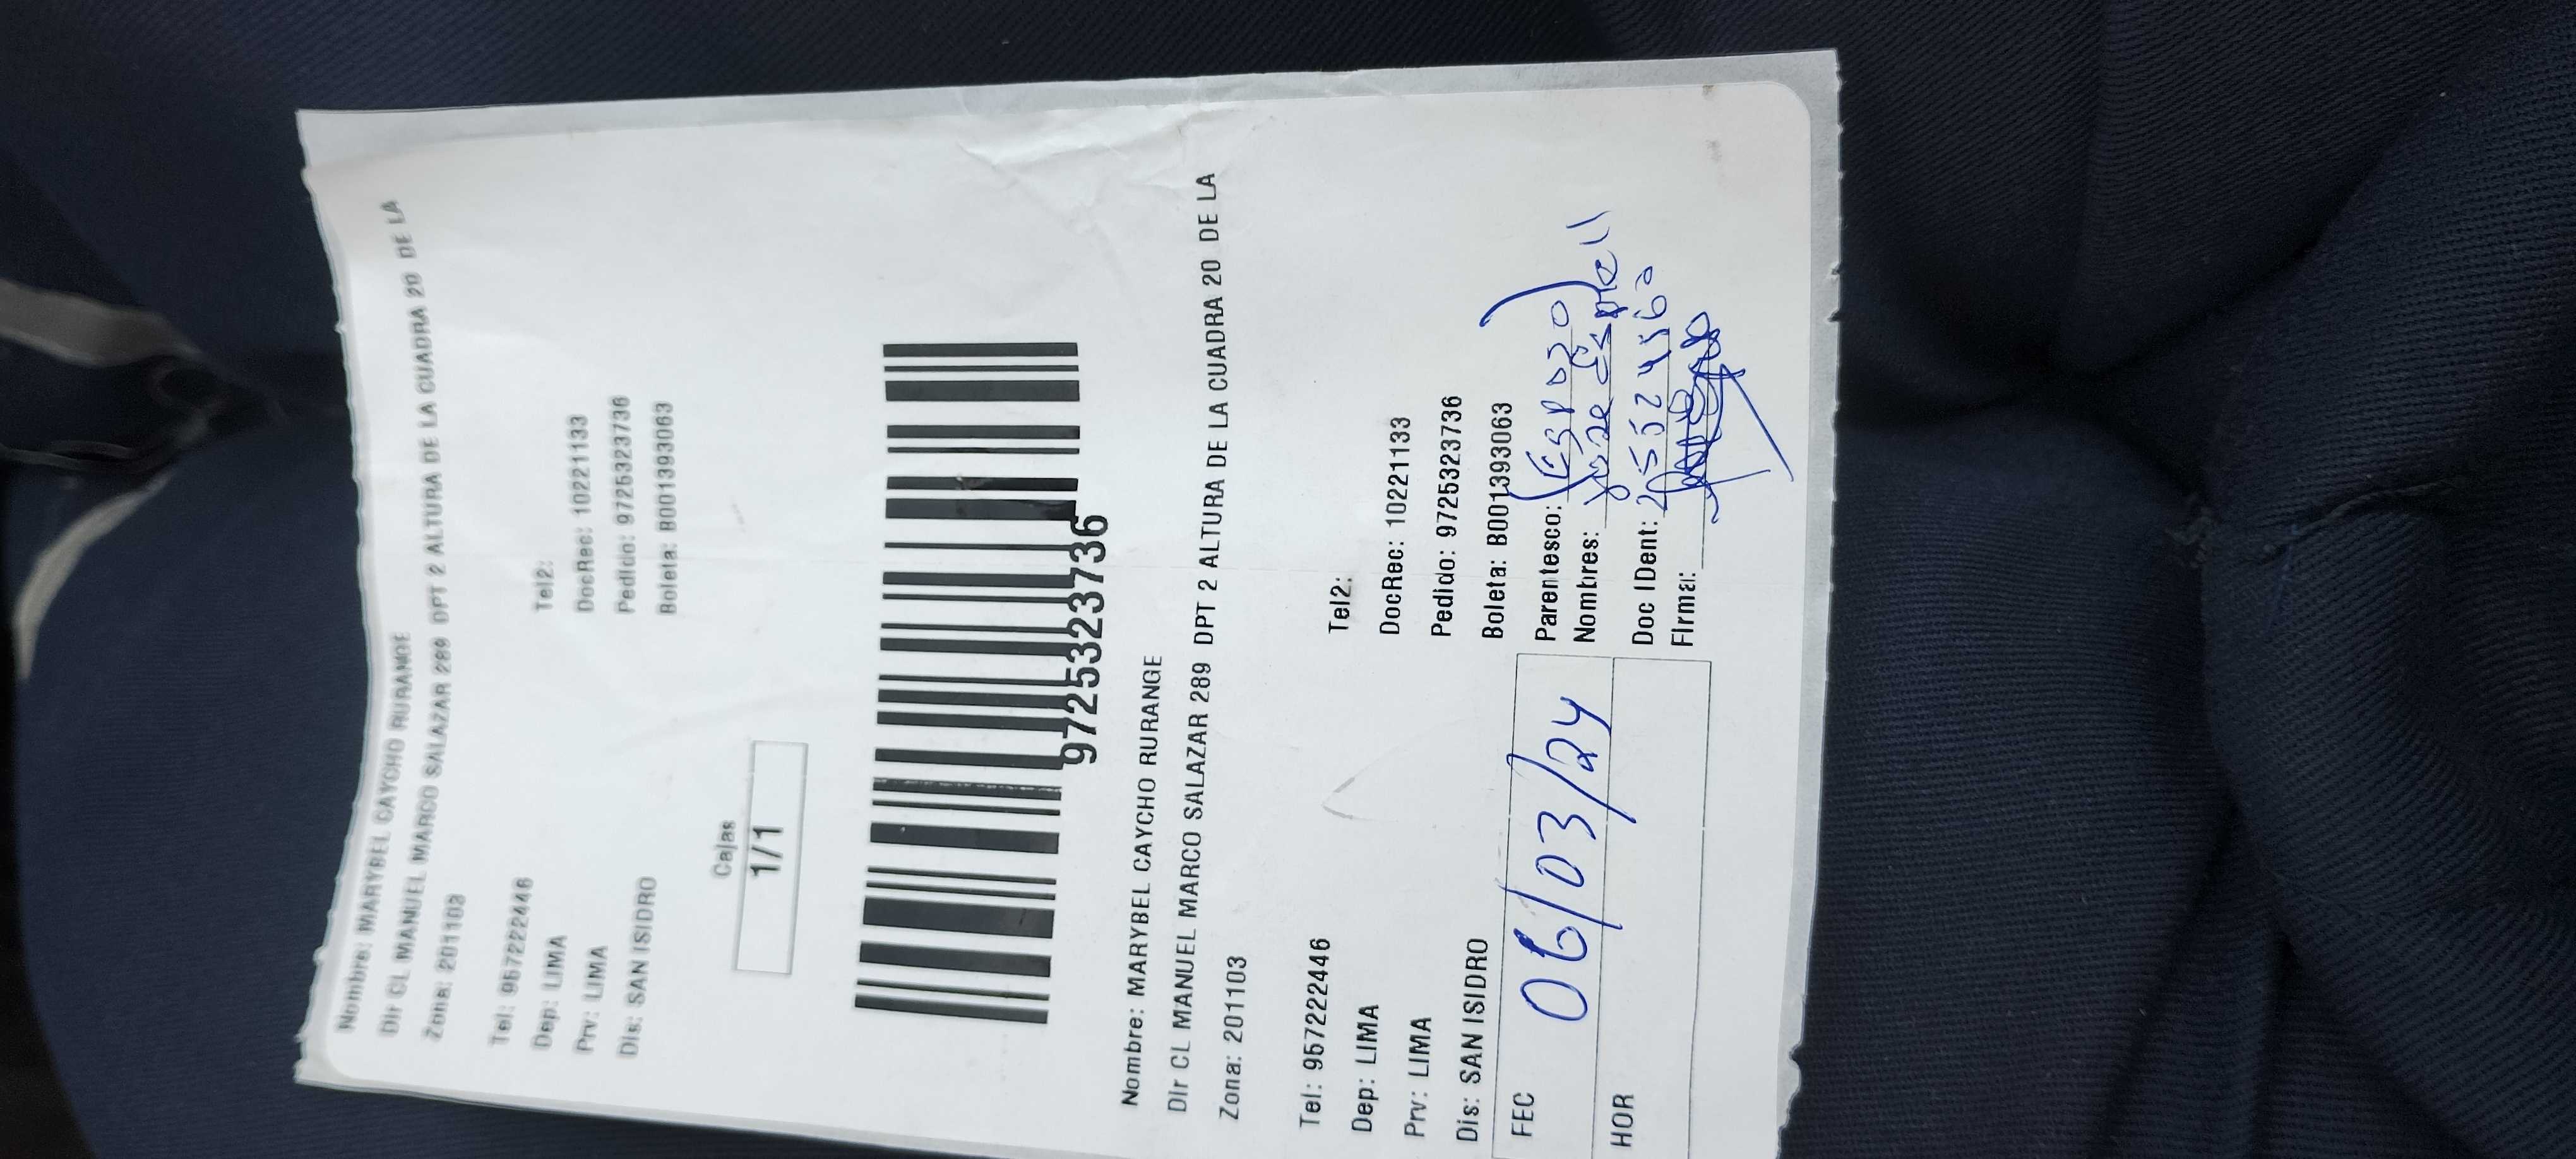 Nombre: MARYBEL CAYCHO RURANGE
Dir CL MANUEL MARCO SALAZAR 289 DPT 2 ALTURA DE LA CUADRA 20 DE LA
Zona: 201103
Tel: 957222446
Tel2:
Dep: LIMA
DocRec: 10221133
Prv: LIMA
Pedido: 9725323736
Dis: SAN ISIDRO
Boleta: B001393063
Cajas
1/1
9725323736
Nombre: MARYBEL CAYCHO RURANGE
Dir CL MANUEL MARCO SALAZAR 289 DPT 2 ALTURA DE LA CUADRA 20 DE LA
Zona: 201103
Tel: 957222446
Tel2:
Dep: LIMA
DocRec: 10221133
Prv: LIMA
Pedido: 9725323736
Dis: SAN ISIDRO
Boleta: B001393063
FEC 06/03/24
Parentesco: (Esposo)
Nombres:
HOR
Doc IDent:
Firma: